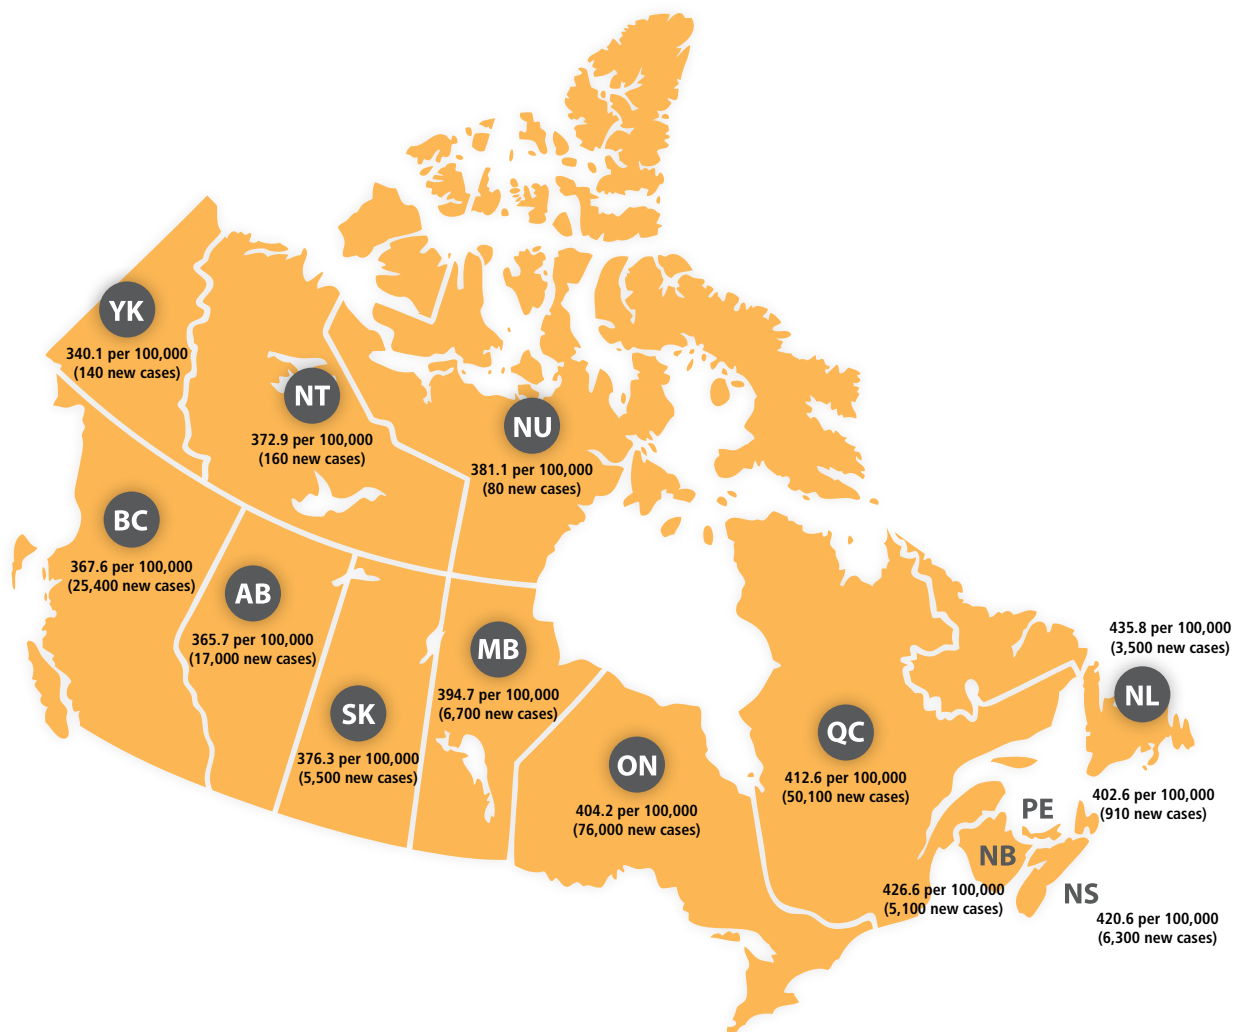 YK
340.1 per 100,000
(140 new cases)
NT
372.9 per 100,000
(160 new cases)
NU
381.1 per 100,000
(80 new cases)
BC
367.6 per 100,000
(25,400 new cases)
AB
365.7 per 100,000
(17,000 new cases)
SK
376.3 per 100,000
(5,500 new cases)
MB
394.7 per 100,000
(6,700 new cases)
ON
404.2 per 100,000
(76,000 new cases)
QC
412.6 per 100,000
(50,100 new cases)
435.8 per 100,000
(3,500 new cases)
NL
PE
402.6 per 100,000
(910 new cases)
NB
426.6 per 100,000
(5,100 new cases)
NS
420.6 per 100,000
(6,300 new cases)